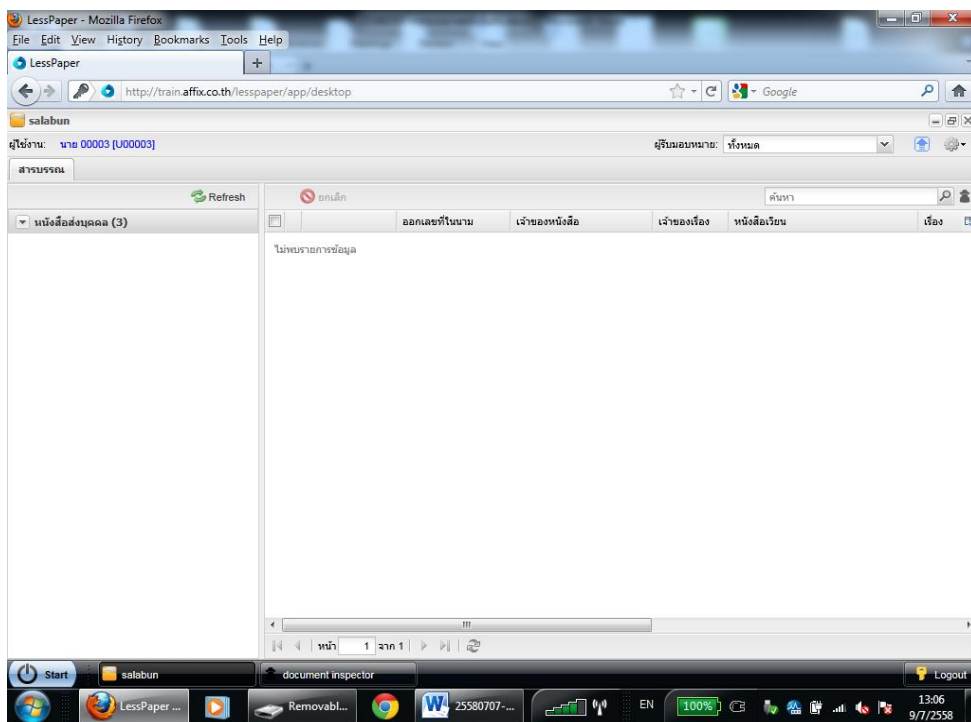 LessPaper - Mozilla Firefox
File Edit View History Bookmarks Tools Help
LessPaper
http://train.affix.co.th/lesspaper/app/desktop
Google
salabun
ผู้ใช้งาน: นาย 00003 [U00003] ผู้รับมอบหมาย: ทั้งหมด
สารบรรณ
Refresh ยกเลิก ค้นหา
หนังสือส่งบุคคล (3) ออกเลขที่ในนาม เจ้าของหนังสือ เจ้าของเรื่อง หนังสือเวียน เรื่อง
ไม่พบรายการข้อมูล
หน้า 1 จาก 1
Start salabun document inspector Logout
LessPaper ... Removabl... 25580707-... EN 100% 13:06
9/7/2558